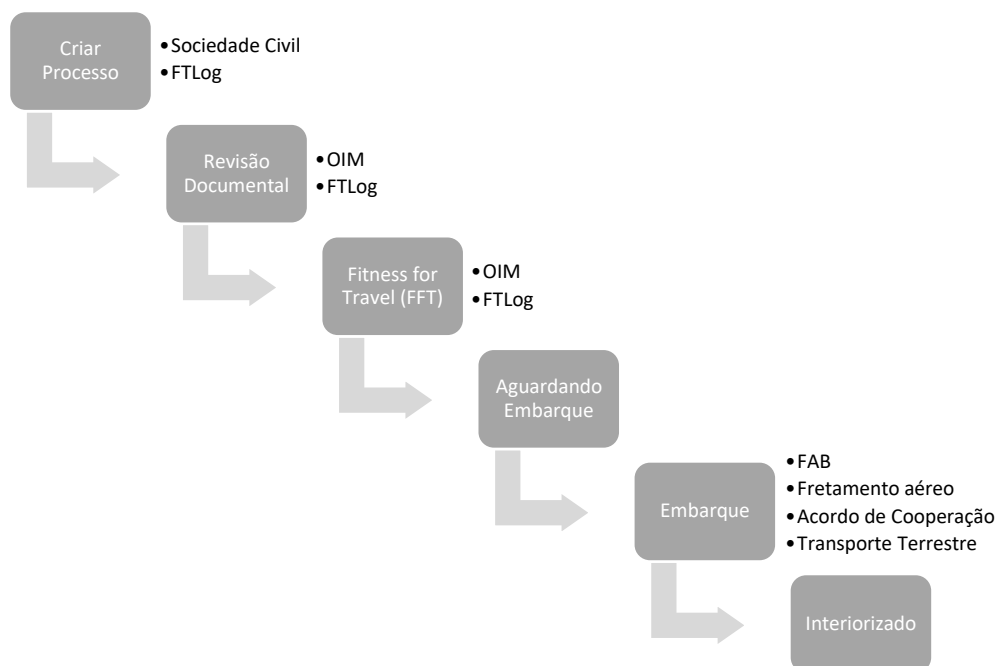 Criar
Processo
•Sociedade Civil
•FTLog
Revisão
Documental
•OIM
•FTLog
Fitness for
Travel (FFT)
•OIM
•FTLog
Aguardando
Embarque
Embarque
•FAB
•Fretamento aéreo
•Acordo de Cooperação
•Transporte Terrestre
Interiorizado